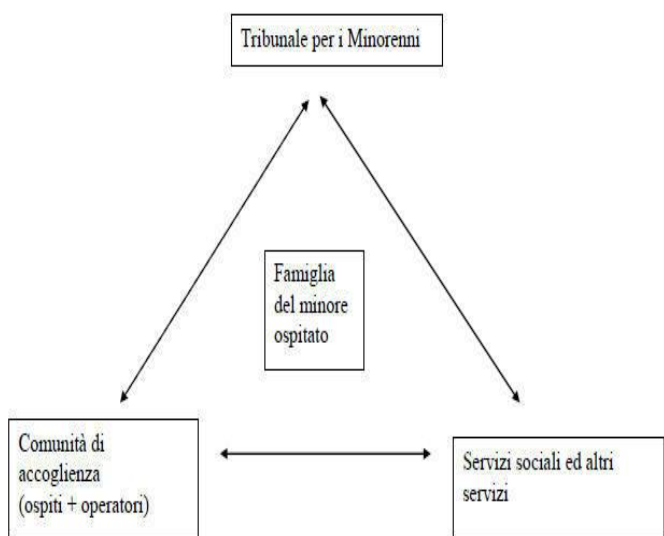 Tribunale per i Minorenni
Famiglia
del minore
ospitato
Comunità di
accoglienza
(ospiti + operatori)
Servizi sociali ed altri
servizi